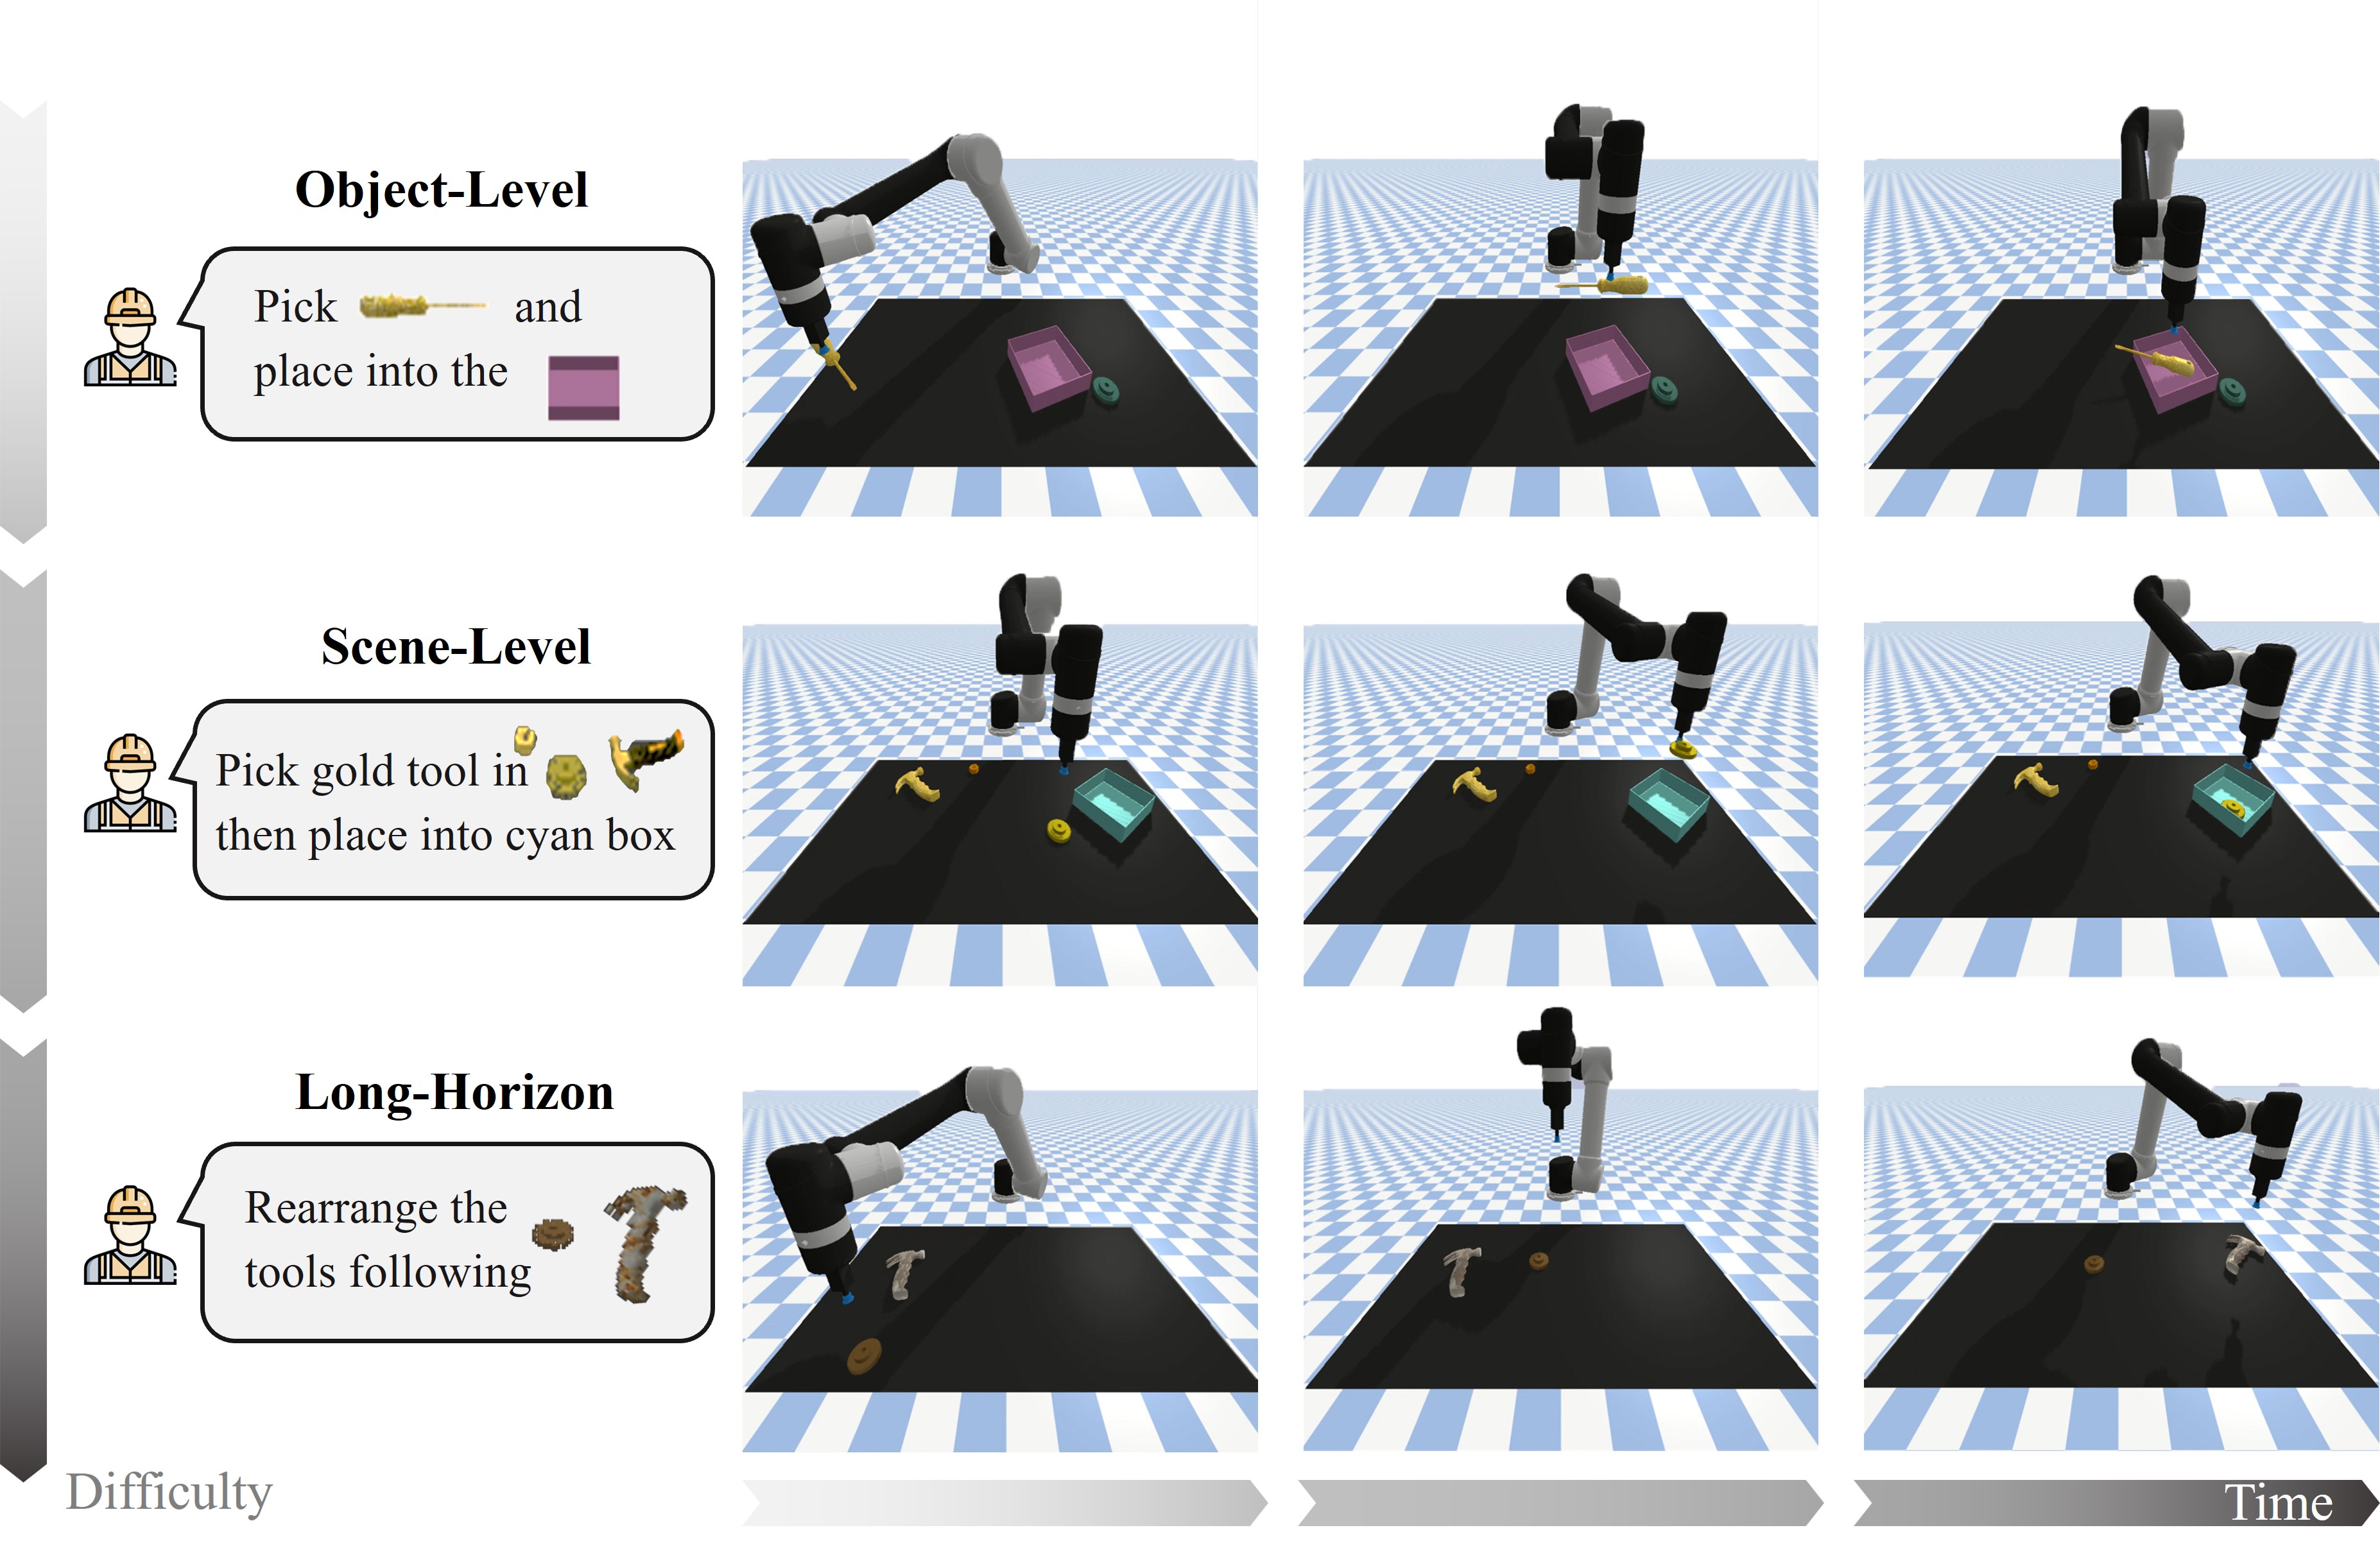 Object-Level
Pick and
place into the
Scene-Level
Pick gold tool in
then place into cyan box
Long-Horizon
Rearrange the
tools following
Difficulty
Time